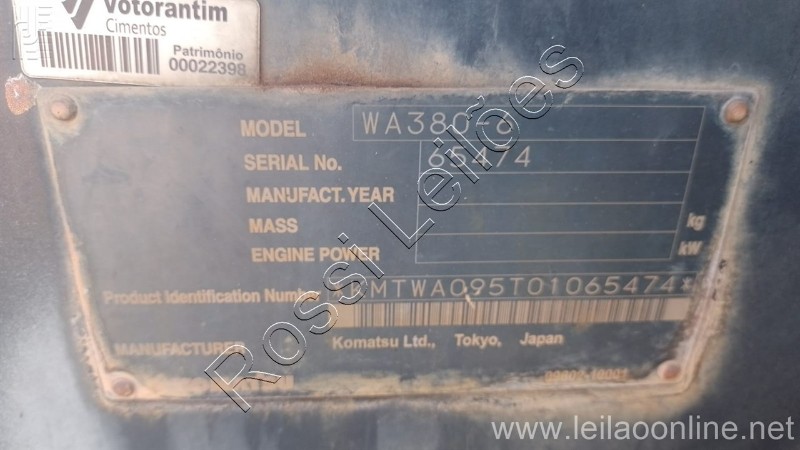 Votorantim
Cimentos
Patrimônio
00022398
MODEL WA380-6
SERIAL No. 65474
MANUFACT. YEAR
MASS kg
ENGINE POWER kW
Product Identification Number *KMTWA095T01065474*
MANUFACTURER Komatsu Ltd., Tokyo, Japan
Rossi Leilões
www.leilaoonline.net